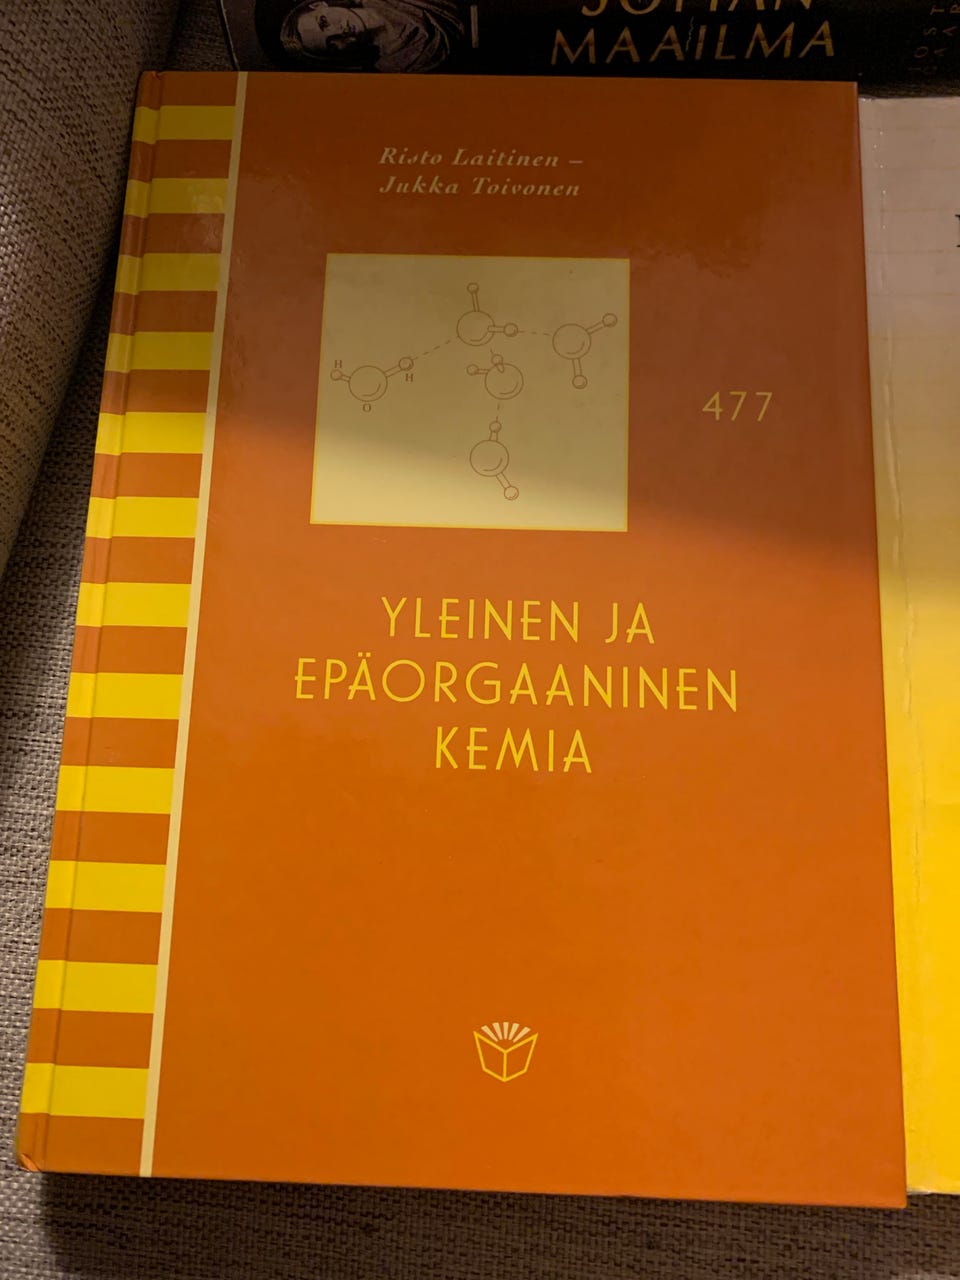 MAAILMA
Risto Laitinen –
Jukka Toivonen
H
H
O
477
YLEINEN JA
EPÄORGAANINEN
KEMIA